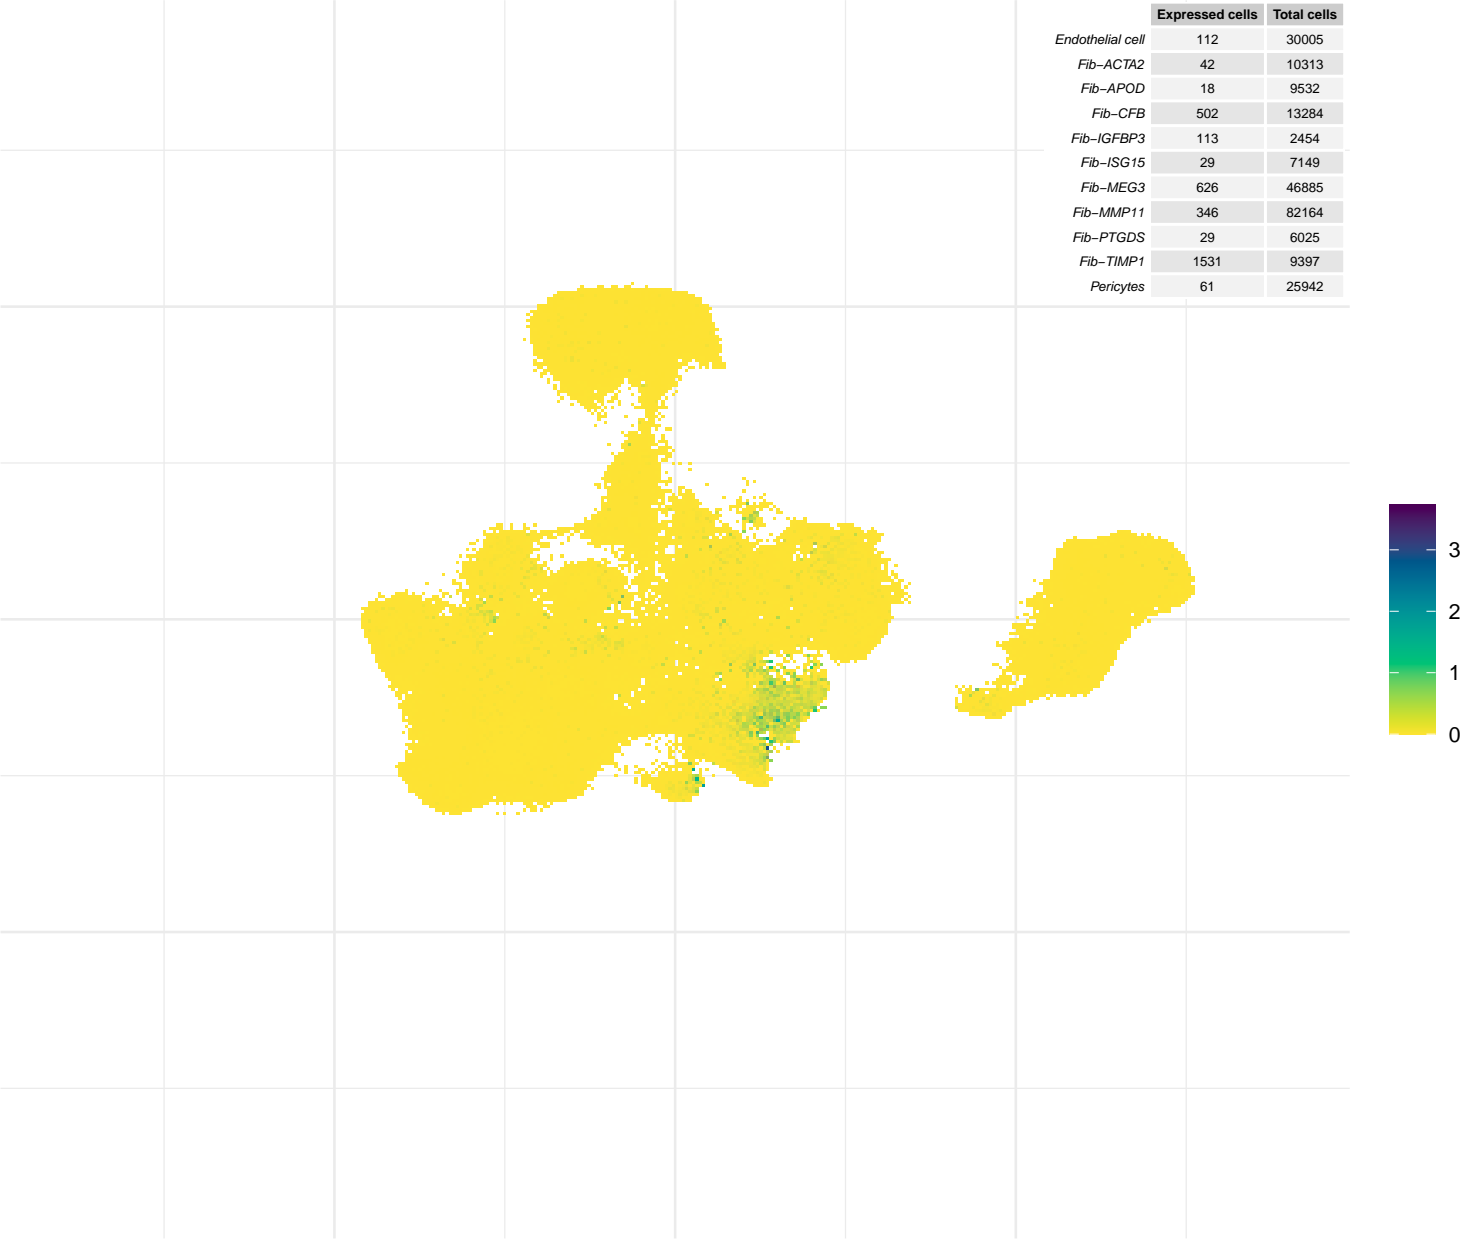 Expressed cells Total cells
Endothelial cell 112 30005
Fib−ACTA2 42 10313
Fib−APOD 18 9532
Fib−CFB 502 13284
Fib−IGFBP3 113 2454
Fib−ISG15 29 7149
Fib−MEG3 626 46885
Fib−MMP11 346 82164
Fib−PTGDS 29 6025
Fib−TIMP1 1531 9397
Pericytes 61 25942
3
2
1
0